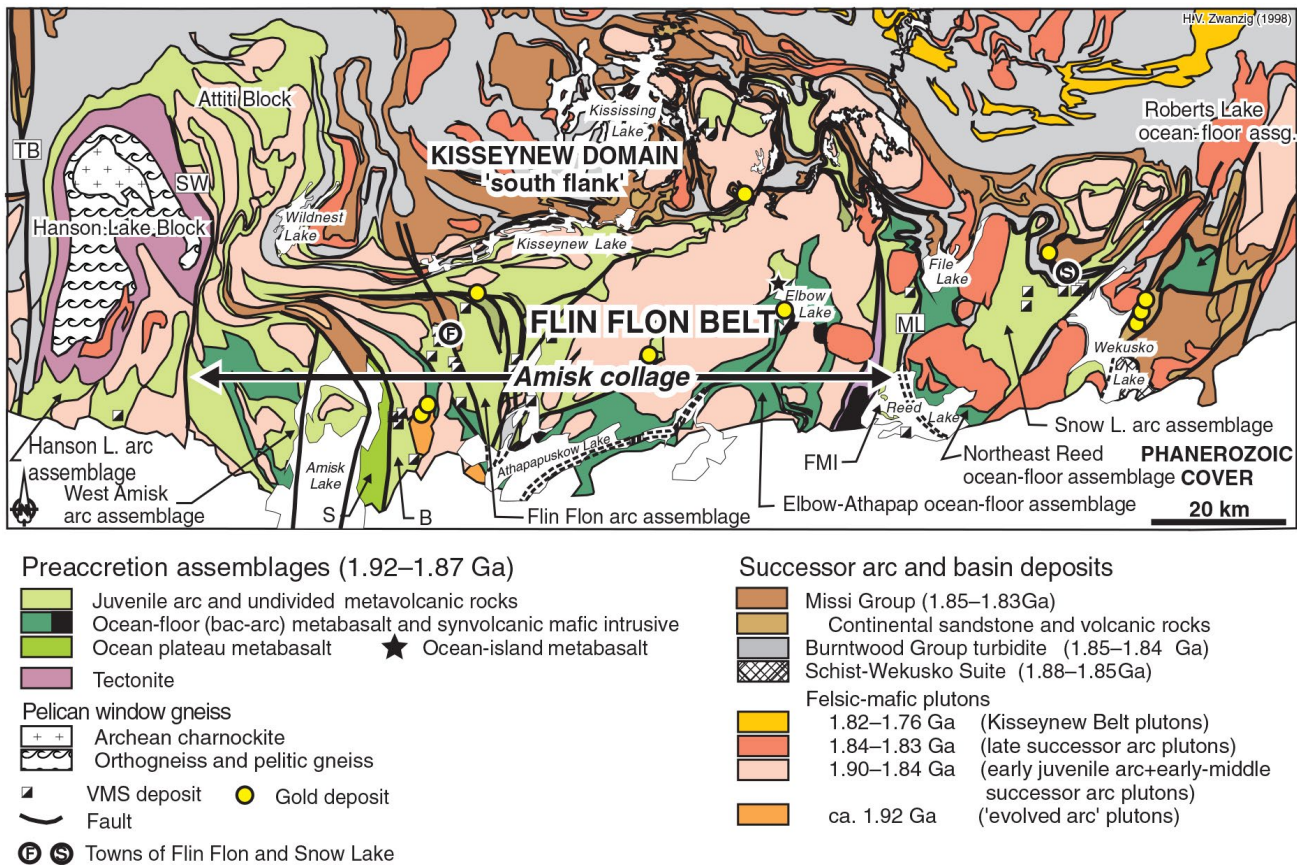 H.V. Zwanzig (1998)
Attiti Block
Kississing
Lake
Roberts Lake
ocean-floor assg.
TB
KISSEYNEW DOMAIN
'south flank'
SW
Wildnest
Lake
Hanson Lake Block
Kisseynew Lake
File
Lake
S
Elbow
Lake
F
FLIN FLON BELT
ML
Wekusko
Lake
Amisk collage
Reed
Lake
Hanson L. arc
assemblage
Snow L. arc assemblage
Athapapuskow Lake
FMI
Northeast Reed
ocean-floor assemblage
PHANEROZOIC
COVER
Amisk
Lake
West Amisk
arc assemblage
S
B
Flin Flon arc assemblage
Elbow-Athapap ocean-floor assemblage
N
20 km
Preaccretion assemblages (1.92–1.87 Ga)
Juvenile arc and undivided metavolcanic rocks
Ocean-floor (bac-arc) metabasalt and synvolcanic mafic intrusive
Ocean plateau metabasalt
Ocean-island metabasalt
Tectonite
Pelican window gneiss
Archean charnockite
Orthogneiss and pelitic gneiss
VMS deposit
Gold deposit
Fault
F S Towns of Flin Flon and Snow Lake
Successor arc and basin deposits
Missi Group (1.85–1.83Ga)
Continental sandstone and volcanic rocks
Burntwood Group turbidite (1.85–1.84 Ga)
Schist-Wekusko Suite (1.88–1.85Ga)
Felsic-mafic plutons
1.82–1.76 Ga (Kisseynew Belt plutons)
1.84–1.83 Ga (late successor arc plutons)
1.90–1.84 Ga (early juvenile arc+early-middle
successor arc plutons)
ca. 1.92 Ga ('evolved arc' plutons)